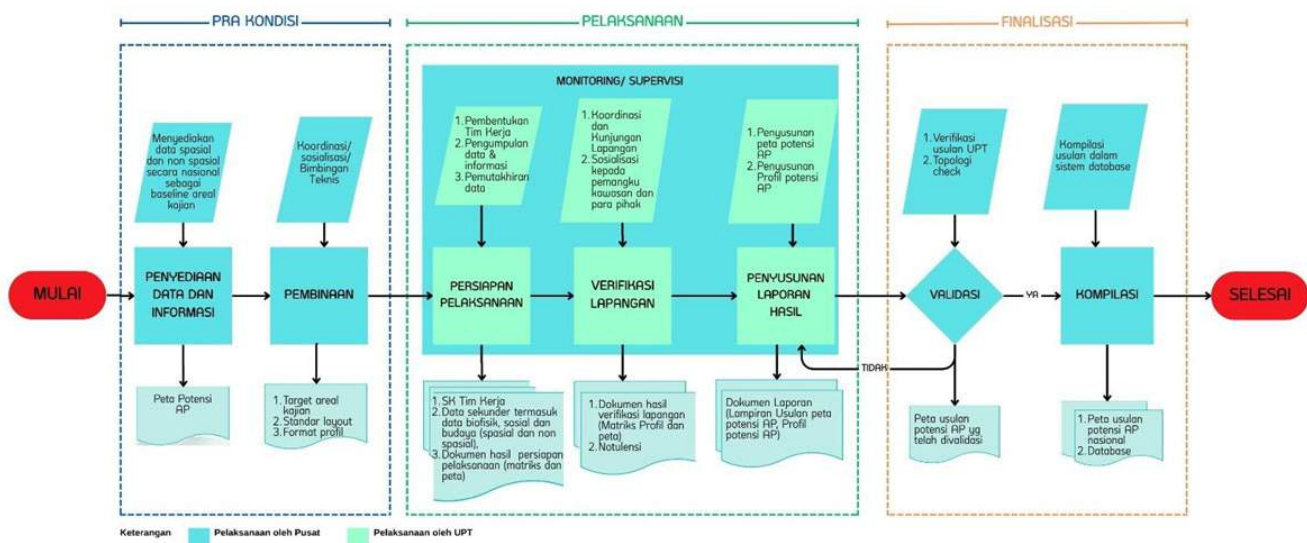 PRA KONDISI
PELAKSANAAN
FINALISASI
MONITORING/ SUPERVISI
Menyediakan
data spasial
dan non spasial
secara nasional
sebagai
baseline areal
kajian
Koordinasi/
sosialisasi/
Bimbingan
Teknis
1. Pembentukan
Tim Kerja
2. Pengumpulan
data &
informasi
3. Pemutakhiran
data
1. Koordinasi
dan
Kunjungan
Lapangan
2. Sosialisasi
kepada
pemangku
kawasan dan
para pihak
1. Penyusunan
peta potensi
AP
2. Penyusunan
Profil potensi
AP
1. Verifikasi
usulan UPT
2. Topologi
check
Kompilasi
usulan dalam
sistem database
MULAI
PENYEDIAAN
DATA DAN
INFORMASI
PEMBINAAN
PERSIAPAN
PELAKSANAAN
VERIFIKASI
LAPANGAN
PENYUSUNAN
LAPORAN
HASIL
VALIDASI
YA
KOMPILASI
SELESAI
TIDAK
Peta Potensi
AP
1. Target areal
kajian
2. Standar layout
3. Format profil
1. SK Tim Kerja
2. Data sekunder termasuk
data biofisik, sosial dan
budaya (spasial dan non
spasial),
3. Dokumen hasil persiapan
pelaksanaan (matriks dan
peta)
1. Dokumen hasil
verifikasi lapangan
(Matriks Profil dan
peta)
2. Notulensi
Dokumen Laporan
(Lampiran Usulan peta
potensi AP, Profil
potensi AP)
Peta usulan
potensi AP yg
telah divalidasi
1. Peta usulan
potensi AP
nasional
2. Database
Keterangan
Pelaksanaan oleh Pusat
Pelaksanaan oleh UPT